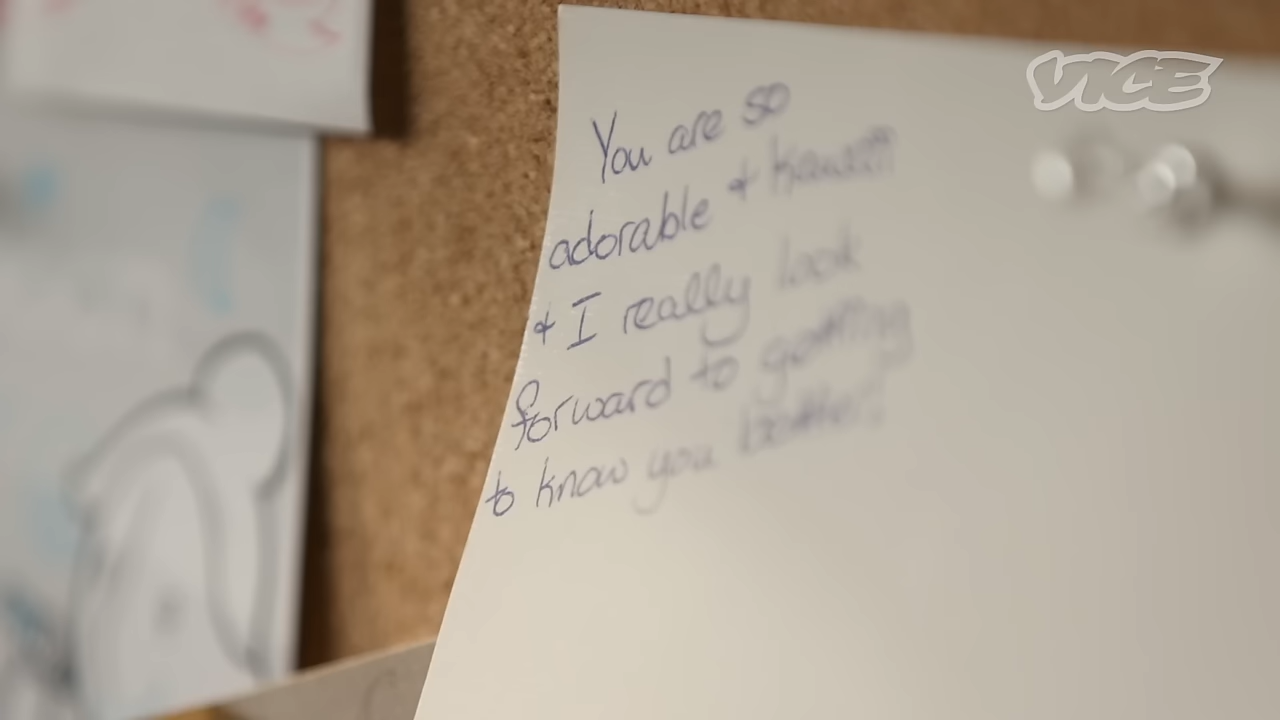 VICE
You are so
adorable + kawaii
+ I really look
forward to getting
to know you better!